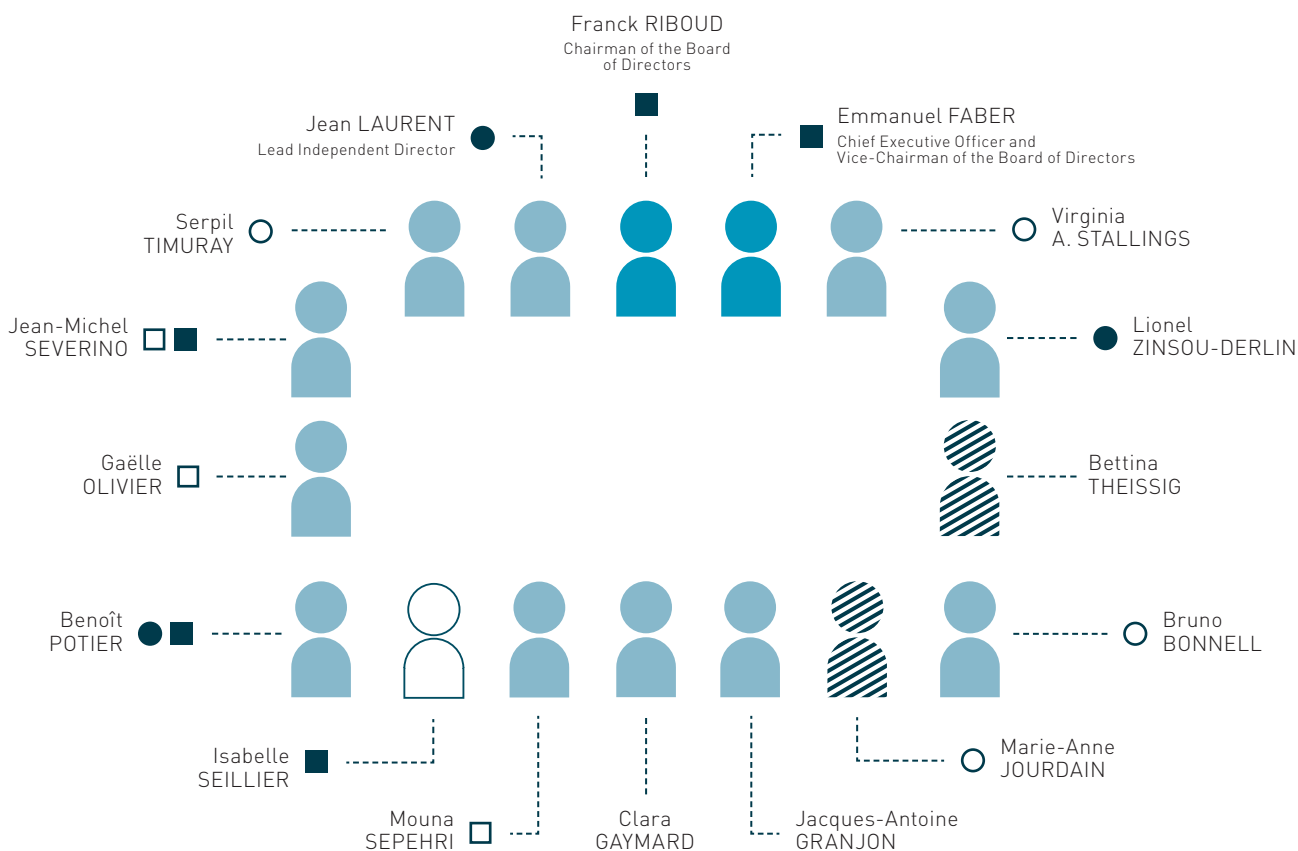 Franck RIBOUD
Chairman of the Board
of Directors
Jean LAURENT
Lead Independent Director
Emmanuel FABER
Chief Executive Officer and
Vice-Chairman of the Board of Directors
Serpil
TIMURAY
Virginia
A. STALLINGS
Jean-Michel
SEVERINO
Lionel
ZINSOU-DERLIN
Gaëlle
OLIVIER
Bettina
THEISSIG
Benoît
POTIER
Bruno
BONNELL
Isabelle
SEILLIER
Marie-Anne
JOURDAIN
Mouna
SEPEHRI
Clara
GAYMARD
Jacques-Antoine
GRANJON